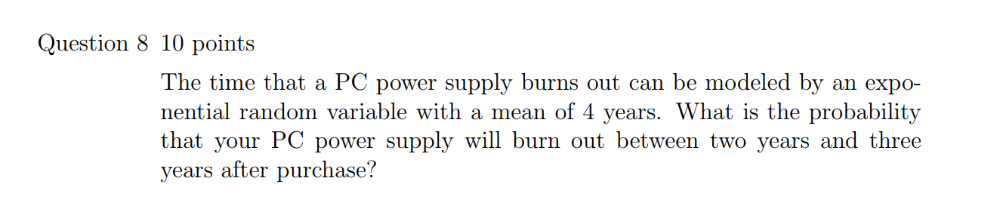 Question 8 10 points
The time that a PC power supply burns out can be modeled by an expo-
nential random variable with a mean of 4 years. What is the probability
that your PC power supply will burn out between two years and three
years after purchase?